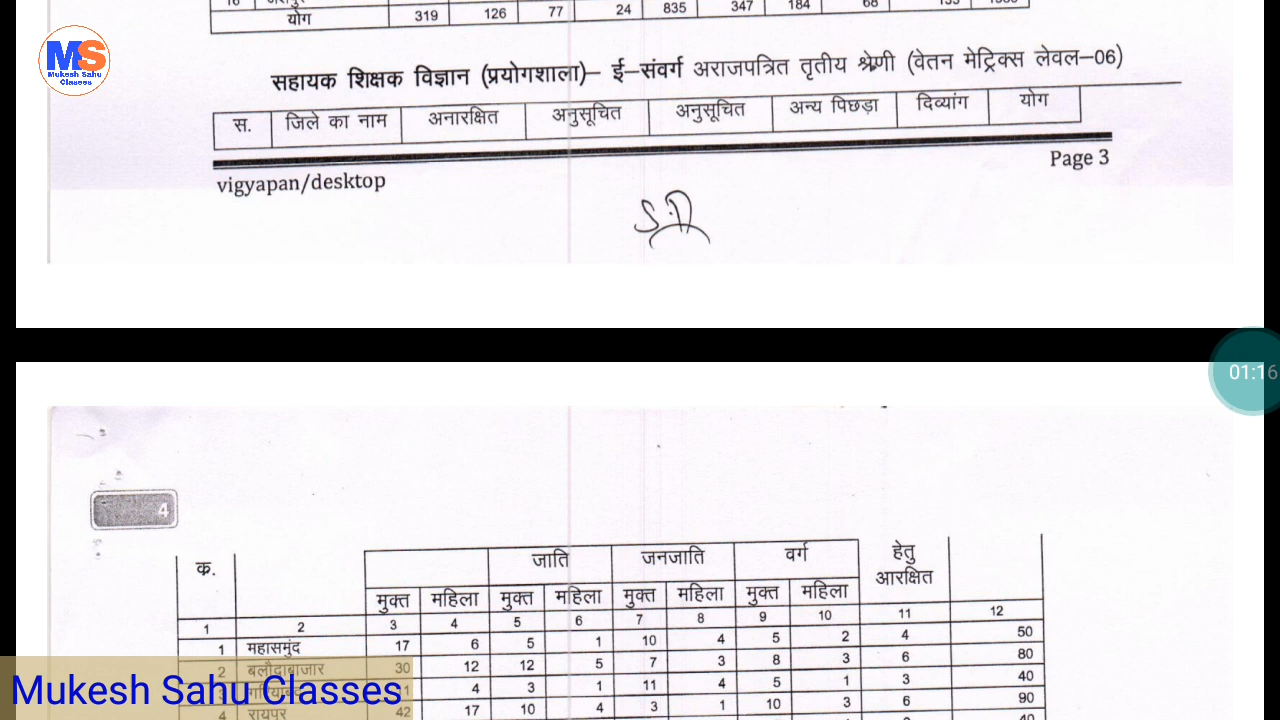 योग 319 126 77 24 835 347 184 68
MS
Mukesh Sahu
Classes
सहायक शिक्षक विज्ञान (प्रयोगशाला)– ई–संवर्ग अराजपत्रित तृतीय श्रेणी (वेतन मेट्रिक्स लेवल–06)
स. जिले का नाम अनारक्षित अनुसूचित अनुसूचित अन्य पिछड़ा दिव्यांग योग
Page 3
vigyapan/desktop
01:16
4
क. जाति जनजाति वर्ग हेतु
आरक्षित
मुक्त महिला मुक्त महिला मुक्त महिला मुक्त महिला
1 2 3 4 5 6 7 8 9 10 11 12
1 महासमुंद 17 6 5 1 10 4 5 2 4 50
2 बलौदाबाजार 30 12 12 5 7 3 8 3 6 80
4 3 1 11 4 5 1 3 40
4 रायपुर 42 17 10 4 3 1 10 3 6 90
Mukesh Sahu Classes